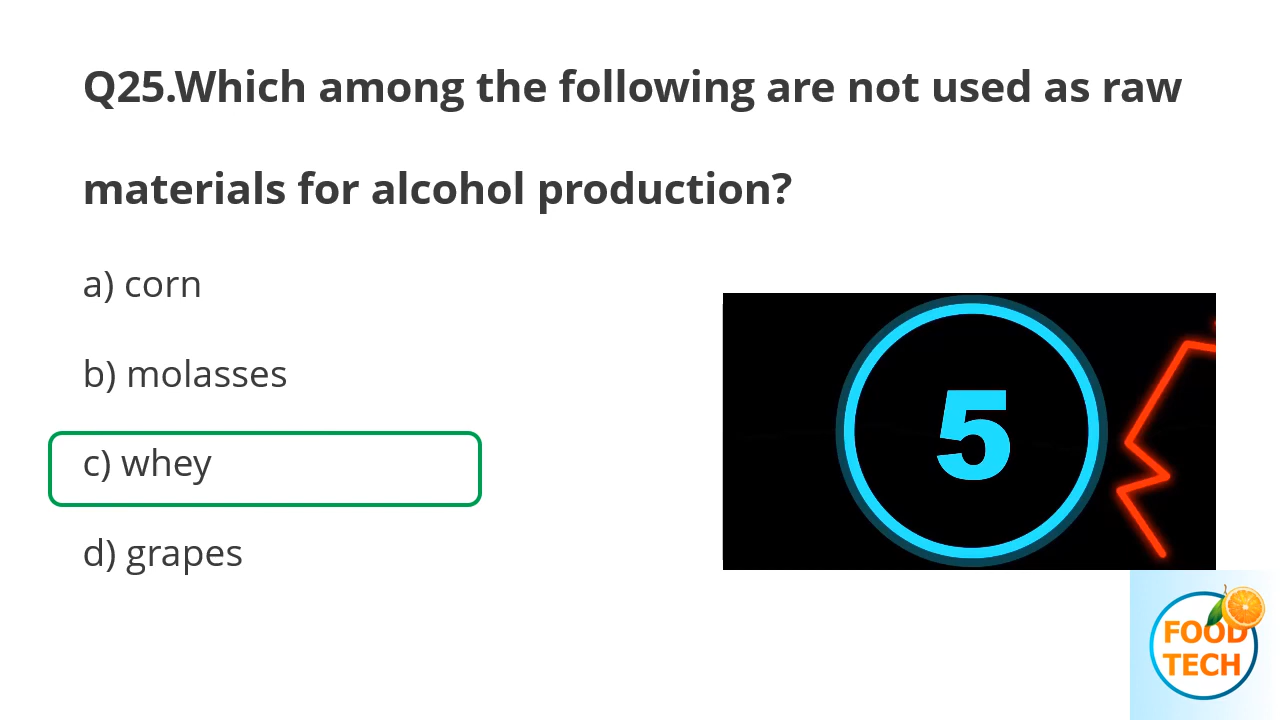 Q25.Which among the following are not used as raw
materials for alcohol production?
a) corn
b) molasses
c) whey
d) grapes
5
FOOD
TECH